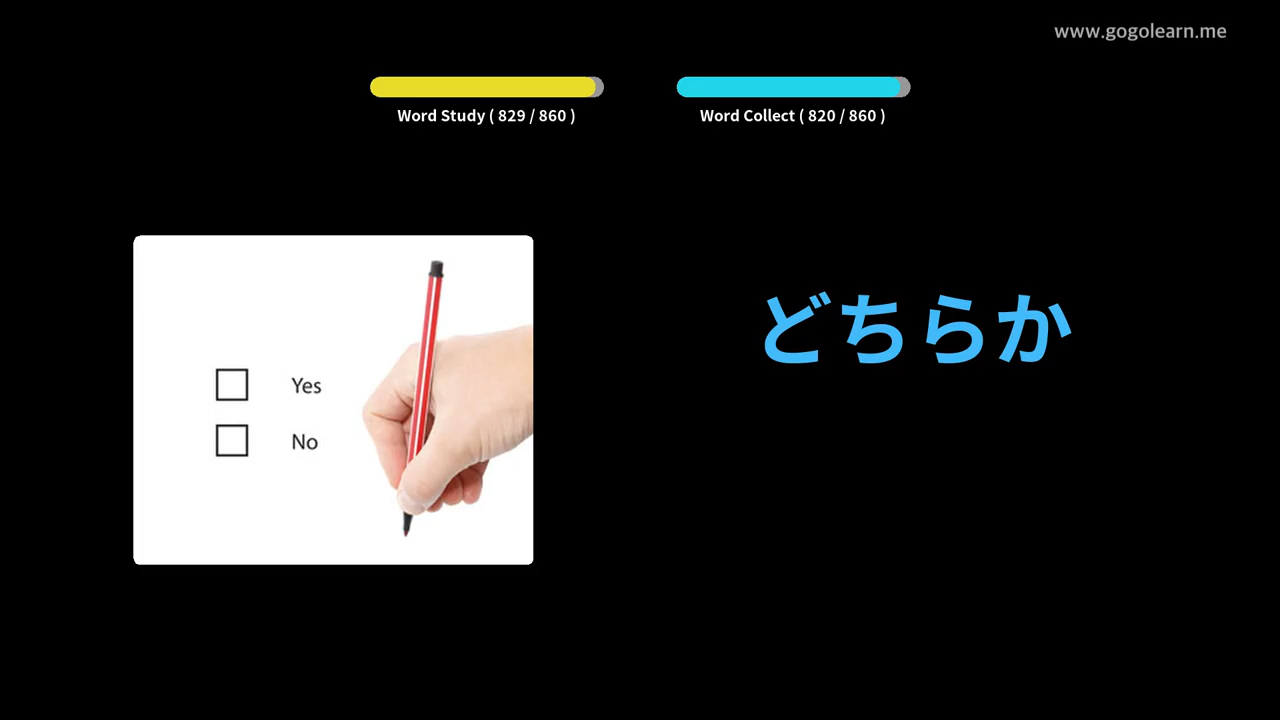 www.gogolearn.me
Word Study ( 829 / 860 )
Word Collect ( 820 / 860 )
Yes
No
どちらか